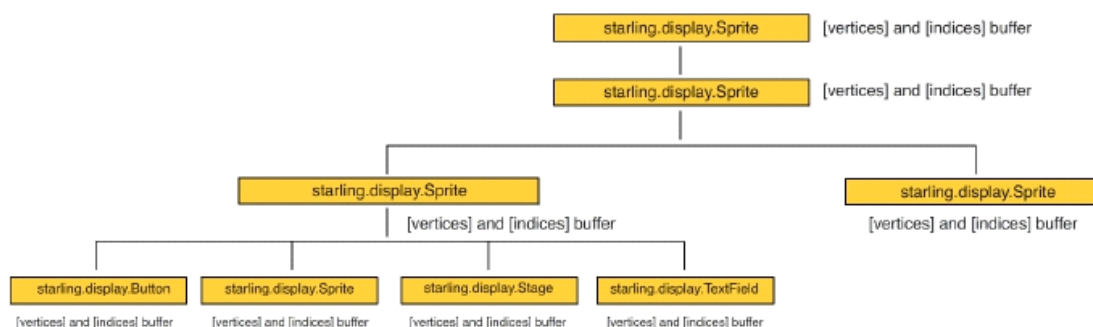 starling.display.Sprite [vertices] and [indices] buffer
starling.display.Sprite [vertices] and [indices] buffer
starling.display.Sprite starling.display.Sprite
[vertices] and [indices] buffer [vertices] and [indices] buffer
starling.display.Button starling.display.Sprite starling.display.Stage starling.display.TextField
[vertices] and [indices] buffer [vertices] and [indices] buffer [vertices] and [indices] buffer [vertices] and [indices] buffer